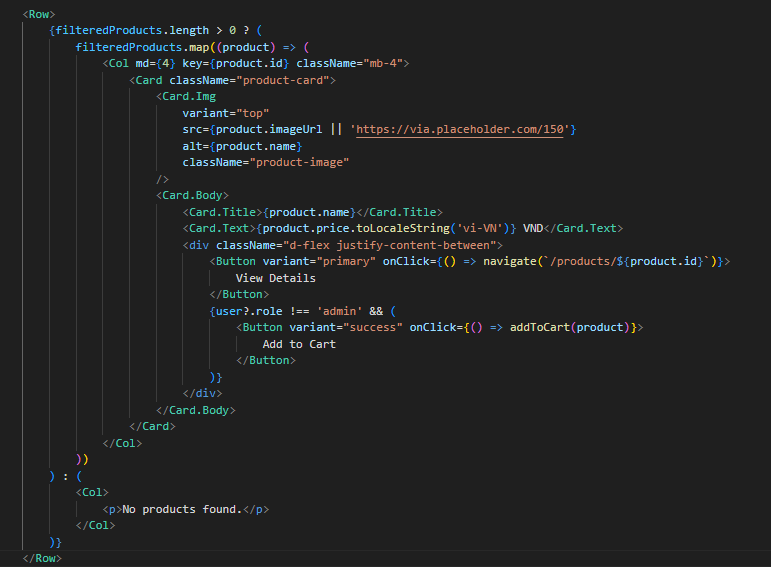 <Row>
{filteredProducts.length > 0 ? (
filteredProducts.map((product) => (
<Col md={4} key={product.id} className="mb-4">
<Card className="product-card">
<Card.Img
variant="top"
src={product.imageUrl || 'https://via.placeholder.com/150'}
alt={product.name}
className="product-image"
/>
<Card.Body>
<Card.Title>{product.name}</Card.Title>
<Card.Text>{product.price.toLocaleString('vi-VN')} VND</Card.Text>
<div className="d-flex justify-content-between">
<Button variant="primary" onClick={() => navigate(`/products/${product.id}`)}>
View Details
</Button>
{user?.role !== 'admin' && (
<Button variant="success" onClick={() => addToCart(product)}>
Add to Cart
</Button>
)}
</div>
</Card.Body>
</Card>
</Col>
))
) : (
<Col>
<p>No products found.</p>
</Col>
)}
</Row>